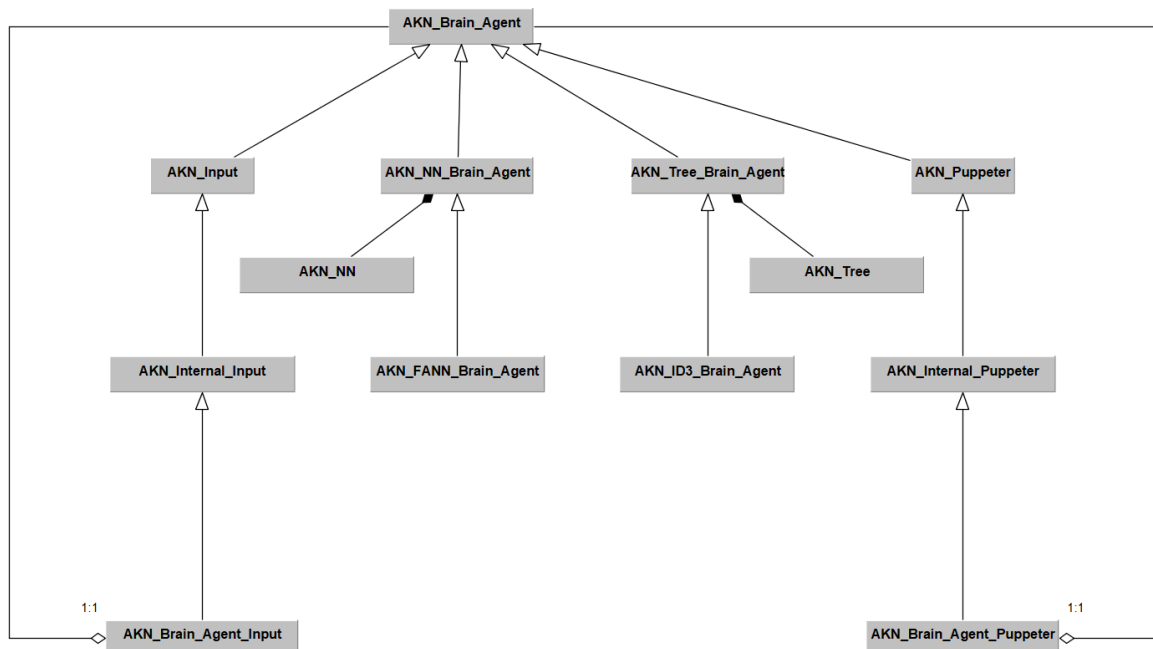 AKN_Brain_Agent
AKN_Input
AKN_NN_Brain_Agent
AKN_Tree_Brain_Agent
AKN_Puppeter
AKN_NN
AKN_Tree
AKN_Internal_Input
AKN_FANN_Brain_Agent
AKN_ID3_Brain_Agent
AKN_Internal_Puppeter
1:1
1:1
AKN_Brain_Agent_Input
AKN_Brain_Agent_Puppeter